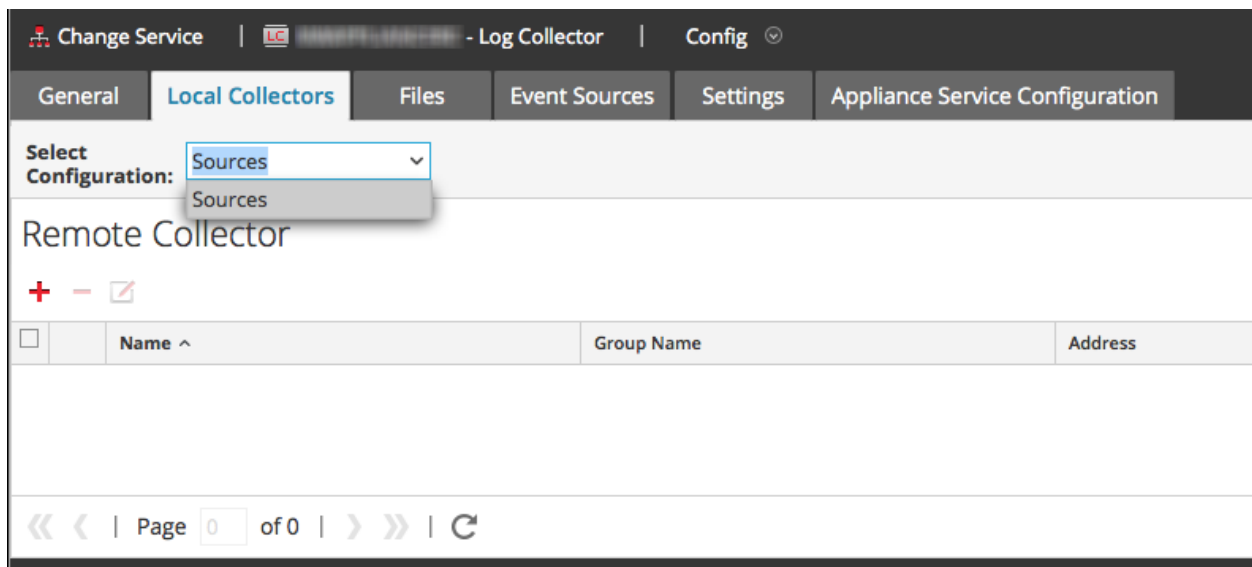 Change Service | LC - Log Collector | Config
General Local Collectors Files Event Sources Settings Appliance Service Configuration
Select
Configuration:
Sources
Sources
Remote Collector
Name Group Name Address
Page 0 of 0